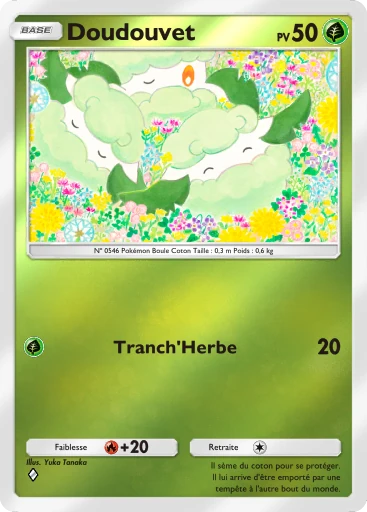 BASE Doudouvet PV 50
N° 0546 Pokémon Boule Coton Taille : 0,3 m Poids : 0,6 kg
Tranch'Herbe 20
Faiblesse +20 Retraite
Illus. Yuka Tanaka
Il sème du coton pour se protéger.
Il lui arrive d'être emporté par une
tempête à l'autre bout du monde.